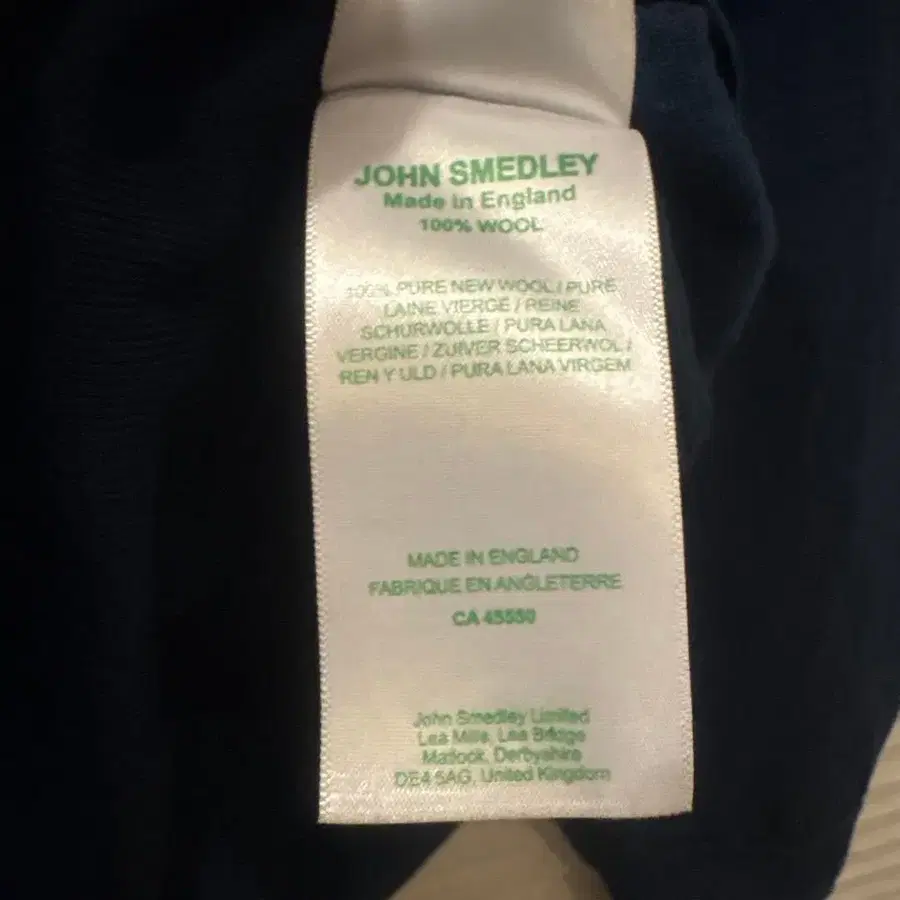 JOHN SMEDLEY
Made in England
100% WOOL
100% PURE NEW WOOL / PURE
LAINE VIERGE / REINE
SCHURWOLLE / PURA LANA
VERGINE / ZUIVER SCHEERWOL /
REN Y ULD / PURA LANA VIRGEM
MADE IN ENGLAND
FABRIQUE EN ANGLETERRE
CA 45550
John Smedley Limited
Lea Mills, Lea Bridge
Matlock, Derbyshire
DE4 5AG, United Kingdom